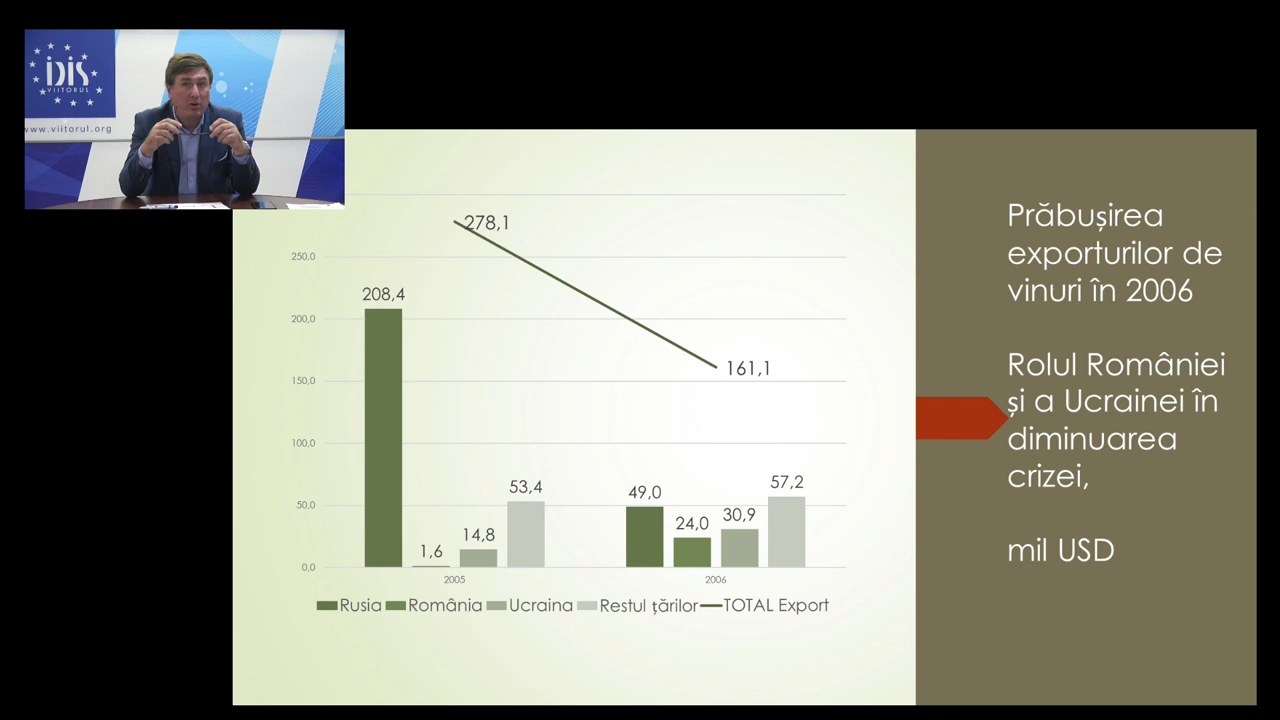 iDiS
VIITORUL
www.viitorul.org
278,1
250,0
208,4
200,0
161,1
150,0
100,0
50,0
0,0
1,6
14,8
53,4
49,0
24,0
30,9
57,2
2005
2006
Rusia România Ucraina Restul țărilor TOTAL Export
Prăbușirea
exporturilor de
vinuri în 2006
Rolul României
și a Ucrainei în
diminuarea
crizei,
mil USD